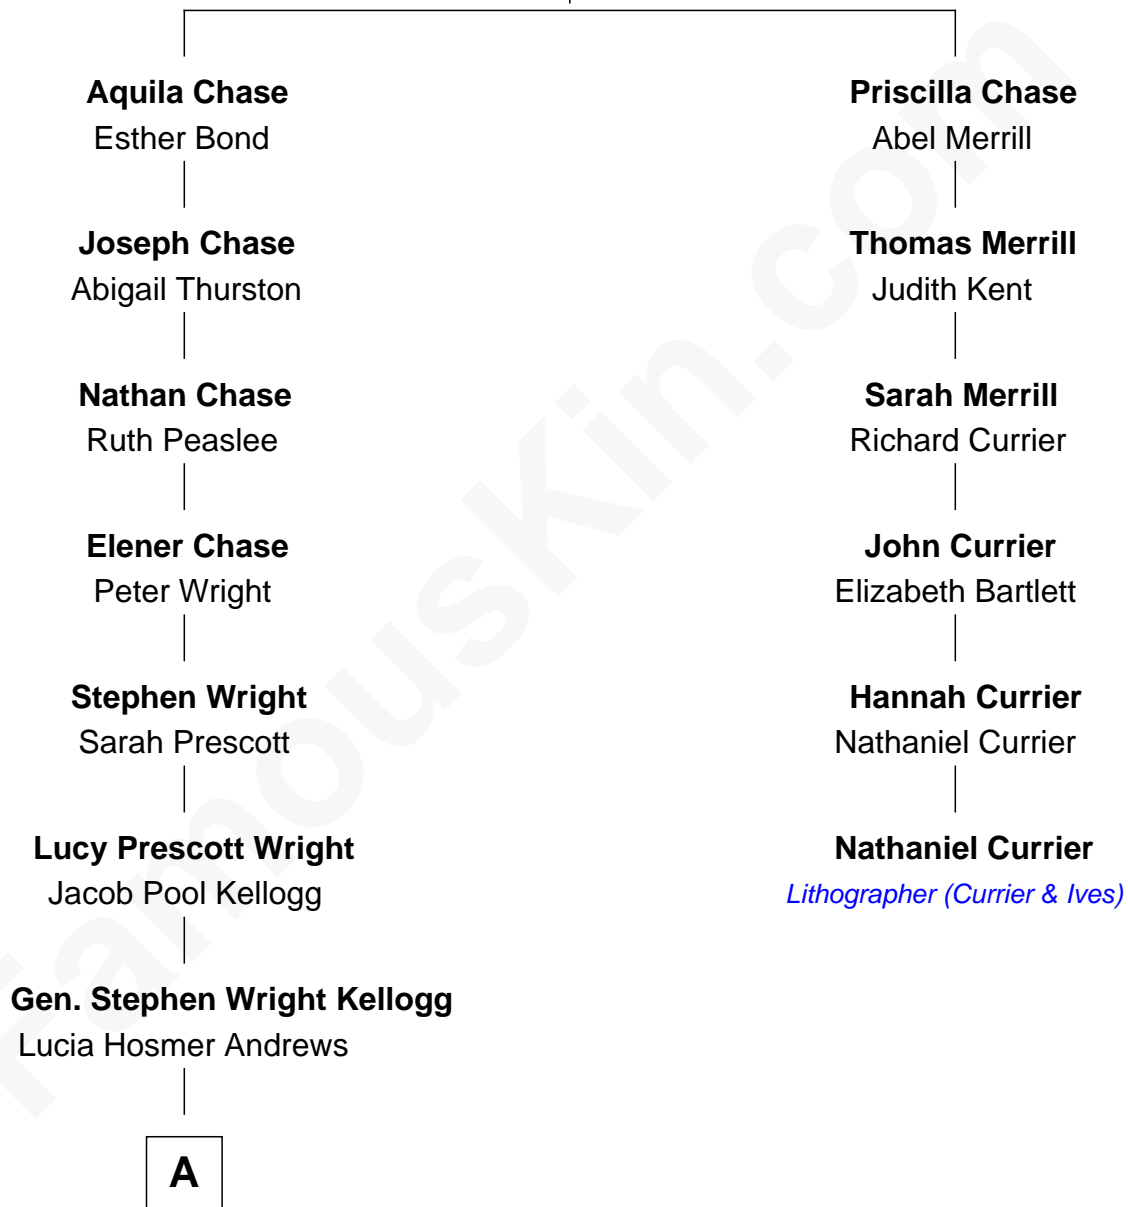 Aquila Chase
Esther Bond
Joseph Chase
Abigail Thurston
Nathan Chase
Ruth Peaslee
Elener Chase
Peter Wright
Stephen Wright
Sarah Prescott
Lucy Prescott Wright
Jacob Pool Kellogg
Gen. Stephen Wright Kellogg
Lucia Hosmer Andrews
A
Priscilla Chase
Abel Merrill
Thomas Merrill
Judith Kent
Sarah Merrill
Richard Currier
John Currier
Elizabeth Bartlett
Hannah Currier
Nathaniel Currier
Nathaniel Currier
Lithographer (Currier & Ives)
FamousKin.com